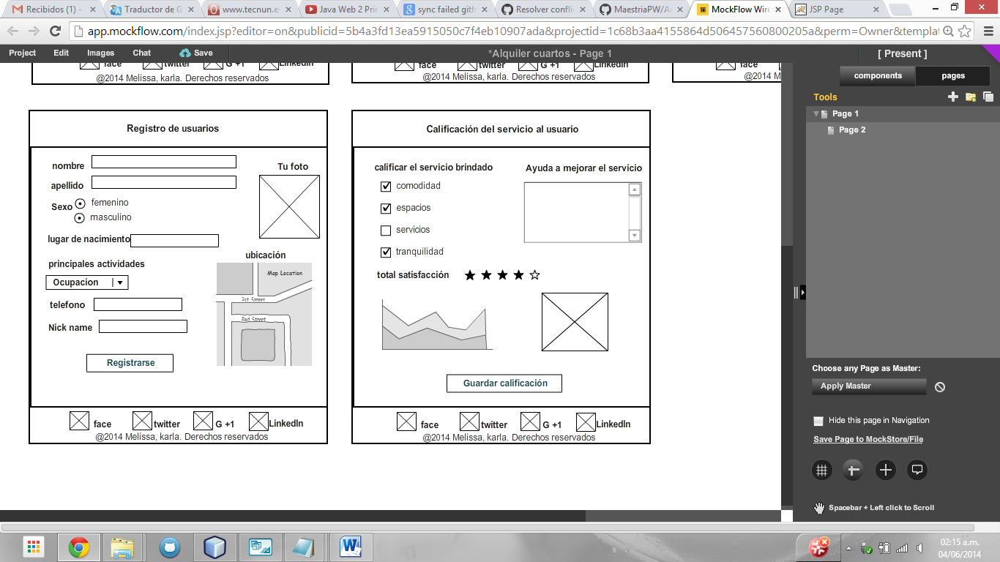 Recibidos (1) -
Traductor de G
www.tecnun.e
Java Web 2 Pri
sync failed gith
Resolver confli
MaestriaPW/A
MockFlow Wir
JSP Page
app.mockflow.com/index.jsp?editor=on&publicid=5b4a3fd13ea5915050c7f4eb10907ada&projectid=1c68b3aa4155864d506457560800205a&perm=Owner&templat
Project Edit Images Chat Save
*Alquiler cuartos - Page 1
[ Present ]
face twitter G +1 LinkedIn
@2014 Melissa, karla. Derechos reservados
face twitter G +1 LinkedIn
@2014 Melissa, karla. Derechos reservados
face
@2014 M
Registro de usuarios
nombre
apellido
Sexo
femenino
masculino
Tu foto
lugar de nacimiento
ubicación
principales actividades
Ocupacion
Map Location
1st Street
2nd Street
telefono
Nick name
Registrarse
face twitter G +1 LinkedIn
@2014 Melissa, karla. Derechos reservados
Calificación del servicio al usuario
calificar el servicio brindado
comodidad
espacios
servicios
tranquilidad
Ayuda a mejorar el servicio
total satisfacción
Guardar calificación
face twitter G +1 LinkedIn
@2014 Melissa, karla. Derechos reservados
components pages
Tools
Page 1
Page 2
Choose any Page as Master:
Apply Master
Hide this page in Navigation
Save Page to MockStore/File
Spacebar + Left click to Scroll
02:15 a.m.
04/06/2014